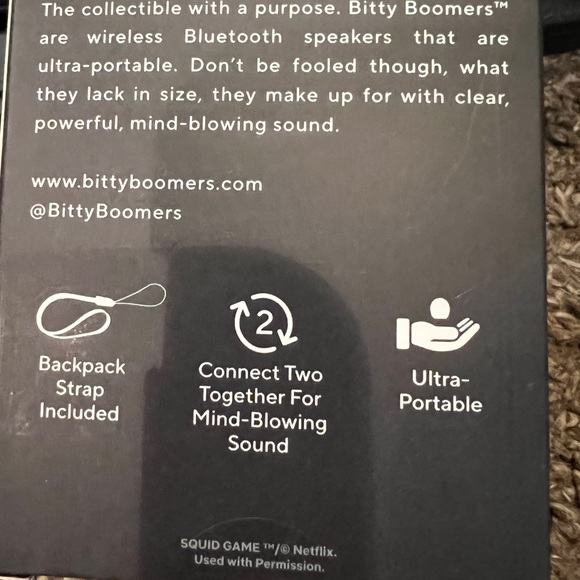 The collectible with a purpose. Bitty Boomers™
are wireless Bluetooth speakers that are
ultra-portable. Don't be fooled though, what
they lack in size, they make up for with clear,
powerful, mind-blowing sound.
www.bittyboomers.com
@BittyBoomers
Backpack
Strap
Included
2
Connect Two
Together For
Mind-Blowing
Sound
Ultra-
Portable
SQUID GAME ™/© Netflix.
Used with Permission.